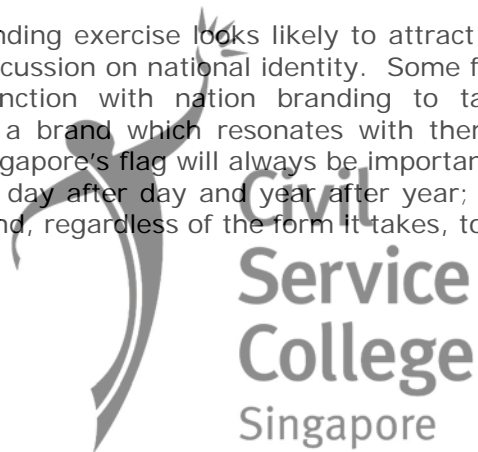 nding exercise looks likely to attract
cussion on national identity. Some f
nction with nation branding to ta
a brand which resonates with ther
ngapore's flag will always be importan
day after day and year after year;
nd, regardless of the form it takes, to
Civil
Service
College
Singapore